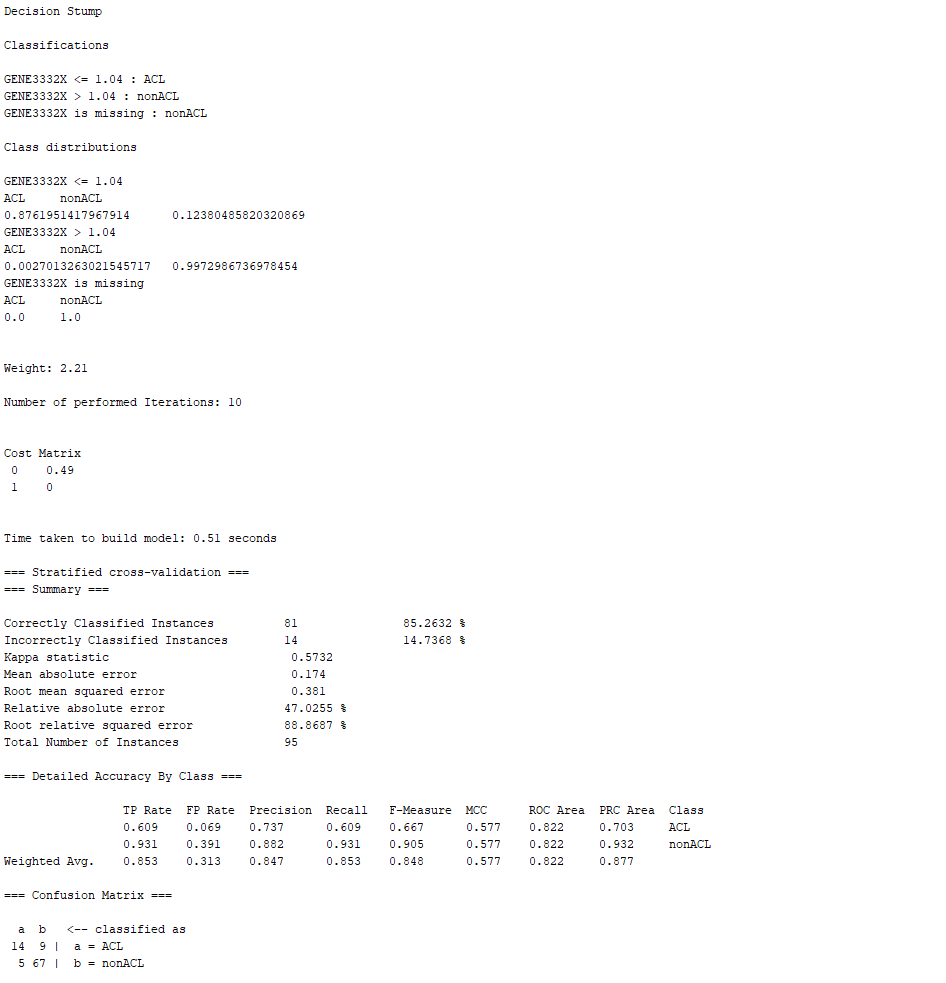 Decision Stump
Classifications
GENE3332X <= 1.04 : ACL
GENE3332X > 1.04 : nonACL
GENE3332X is missing : nonACL
Class distributions
GENE3332X <= 1.04
ACL nonACL
0.8761951417967914 0.12380485820320869
GENE3332X > 1.04
ACL nonACL
0.0027013263021545717 0.9972986736978454
GENE3332X is missing
ACL nonACL
0.0 1.0
Weight: 2.21
Number of performed Iterations: 10
Cost Matrix
0 0.49
1 0
Time taken to build model: 0.51 seconds
=== Stratified cross-validation ===
=== Summary ===
Correctly Classified Instances 81 85.2632 %
Incorrectly Classified Instances 14 14.7368 %
Kappa statistic 0.5732
Mean absolute error 0.174
Root mean squared error 0.381
Relative absolute error 47.0255 %
Root relative squared error 88.8687 %
Total Number of Instances 95
=== Detailed Accuracy By Class ===
TP Rate FP Rate Precision Recall F-Measure MCC ROC Area PRC Area Class
0.609 0.069 0.737 0.609 0.667 0.577 0.822 0.703 ACL
0.931 0.391 0.882 0.931 0.905 0.577 0.822 0.932 nonACL
Weighted Avg. 0.853 0.313 0.847 0.853 0.848 0.577 0.822 0.877
=== Confusion Matrix ===
a b <-- classified as
14 9 | a = ACL
5 67 | b = nonACL